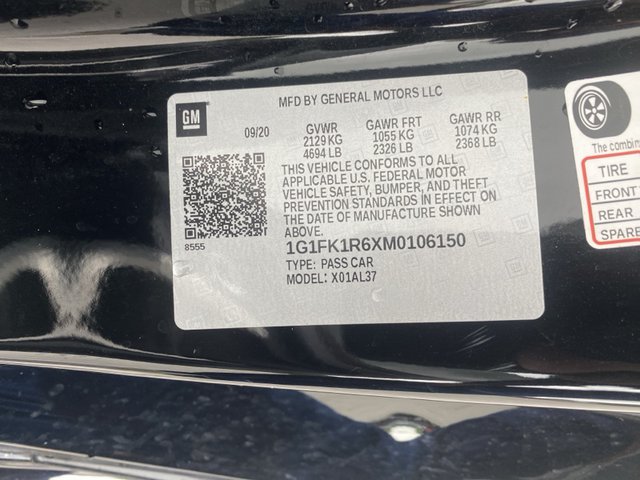 MFD BY GENERAL MOTORS LLC
GM
09/20
GVWR GAWR FRT GAWR RR
2129 KG 1055 KG 1074 KG
4694 LB 2326 LB 2368 LB
THIS VEHICLE CONFORMS TO ALL
APPLICABLE U.S. FEDERAL MOTOR
VEHICLE SAFETY, BUMPER, AND THEFT
PREVENTION STANDARDS IN EFFECT ON
THE DATE OF MANUFACTURE SHOWN
ABOVE.
8555
1G1FK1R6XM0106150
TYPE: PASS CAR
MODEL: X01AL37
The combin
TIRE
FRONT
REAR
SPARE